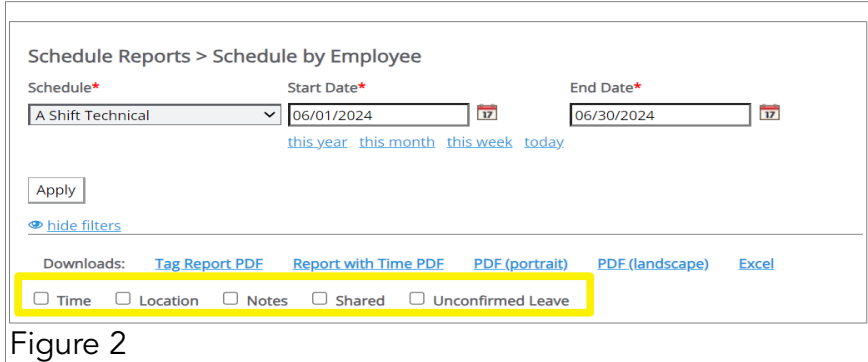 Schedule Reports > Schedule by Employee
Schedule* Start Date* End Date*
A Shift Technical 06/01/2024 17 06/30/2024 17
this year this month this week today
Apply
hide filters
Downloads: Tag Report PDF Report with Time PDF PDF (portrait) PDF (landscape) Excel
Time Location Notes Shared Unconfirmed Leave
Figure 2